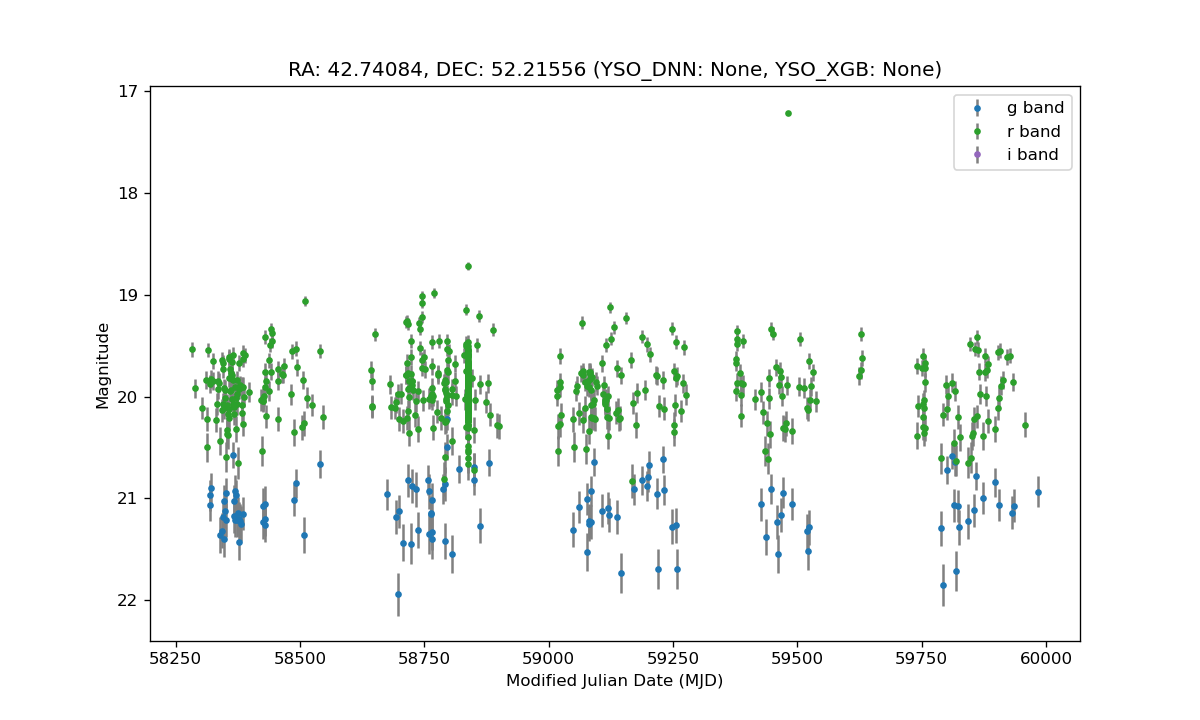 RA: 42.74084, DEC: 52.21556 (YSO_DNN: None, YSO_XGB: None)
g band
r band
i band
17
18
19
20
21
22
Magnitude
58250 58500 58750 59000 59250 59500 59750 60000
Modified Julian Date (MJD)